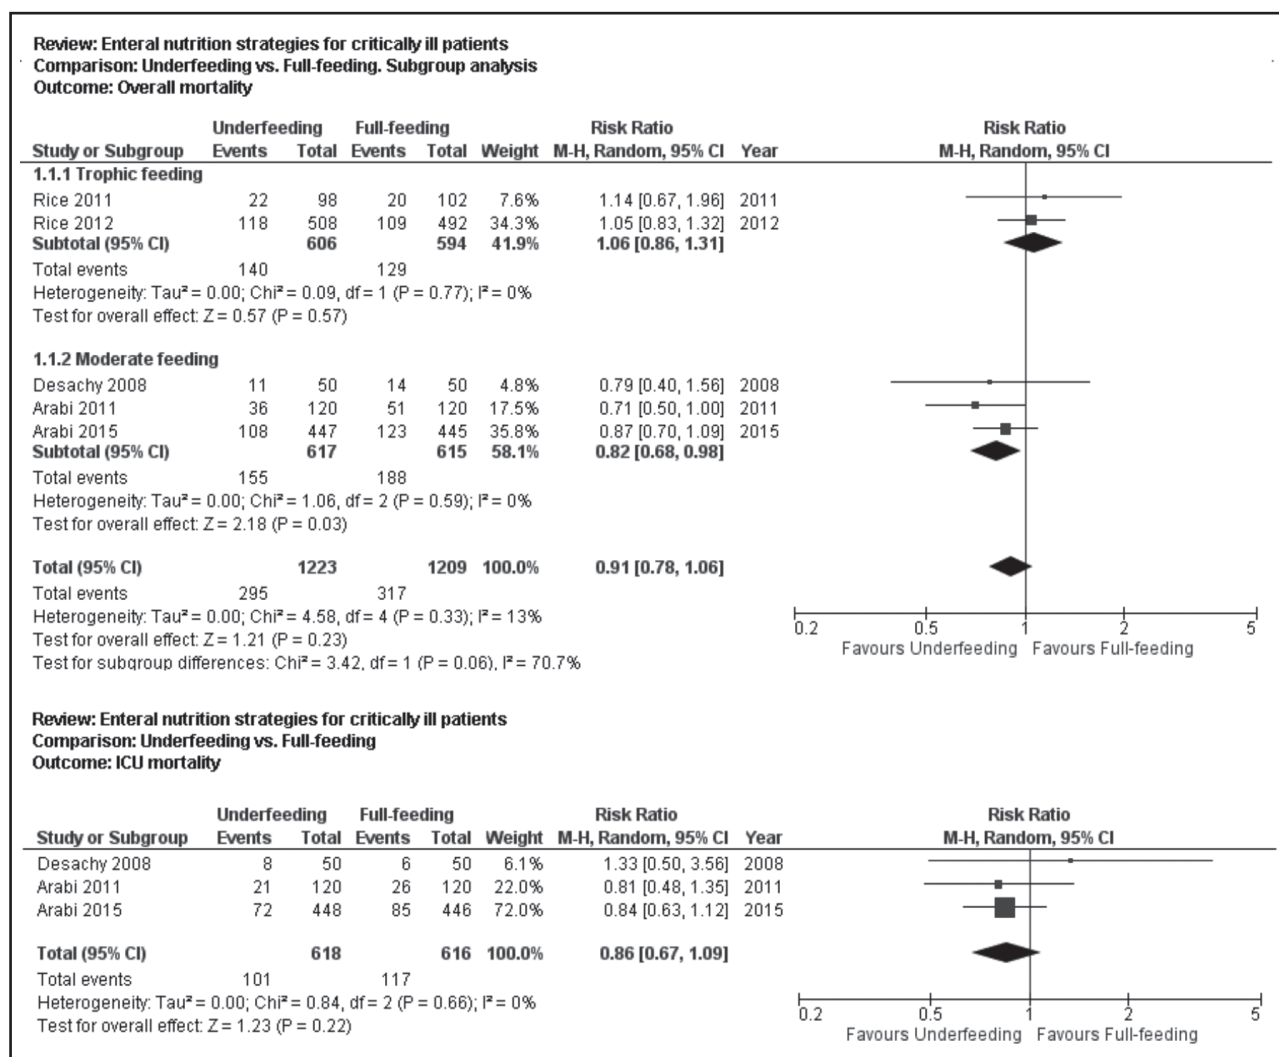 Review: Enteral nutrition strategies for critically ill patients
Comparison: Underfeeding vs. Full-feeding. Subgroup analysis
Outcome: Overall mortality
Underfeeding Full-feeding Risk Ratio Risk Ratio
Study or Subgroup Events Total Events Total Weight M-H, Random, 95% CI Year M-H, Random, 95% CI
1.1.1 Trophic feeding
Rice 2011 22 98 20 102 7.6% 1.14 [0.67, 1.96] 2011
Rice 2012 118 508 109 492 34.3% 1.05 [0.83, 1.32] 2012
Subtotal (95% CI) 606 594 41.9% 1.06 [0.86, 1.31]
Total events 140 129
Heterogeneity: Tau² = 0.00; Chi² = 0.09, df = 1 (P = 0.77); I² = 0%
Test for overall effect: Z = 0.57 (P = 0.57)
1.1.2 Moderate feeding
Desachy 2008 11 50 14 50 4.8% 0.79 [0.40, 1.56] 2008
Arabi 2011 36 120 51 120 17.5% 0.71 [0.50, 1.00] 2011
Arabi 2015 108 447 123 445 35.8% 0.87 [0.70, 1.09] 2015
Subtotal (95% CI) 617 615 58.1% 0.82 [0.68, 0.98]
Total events 155 188
Heterogeneity: Tau² = 0.00; Chi² = 1.06, df = 2 (P = 0.59); I² = 0%
Test for overall effect: Z = 2.18 (P = 0.03)
Total (95% CI) 1223 1209 100.0% 0.91 [0.78, 1.06]
Total events 295 317
Heterogeneity: Tau² = 0.00; Chi² = 4.58, df = 4 (P = 0.33); I² = 13%
Test for overall effect: Z = 1.21 (P = 0.23)
Test for subgroup differences: Chi² = 3.42, df = 1 (P = 0.06), I² = 70.7%
0.2 0.5 1 2 5
Favours Underfeeding Favours Full-feeding
Review: Enteral nutrition strategies for critically ill patients
Comparison: Underfeeding vs. Full-feeding
Outcome: ICU mortality
Underfeeding Full-feeding Risk Ratio Risk Ratio
Study or Subgroup Events Total Events Total Weight M-H, Random, 95% CI Year M-H, Random, 95% CI
Desachy 2008 8 50 6 50 6.1% 1.33 [0.50, 3.56] 2008
Arabi 2011 21 120 26 120 22.0% 0.81 [0.48, 1.35] 2011
Arabi 2015 72 448 85 446 72.0% 0.84 [0.63, 1.12] 2015
Total (95% CI) 618 616 100.0% 0.86 [0.67, 1.09]
Total events 101 117
Heterogeneity: Tau² = 0.00; Chi² = 0.84, df = 2 (P = 0.66); I² = 0%
Test for overall effect: Z = 1.23 (P = 0.22)
0.2 0.5 1 2 5
Favours Underfeeding Favours Full-feeding